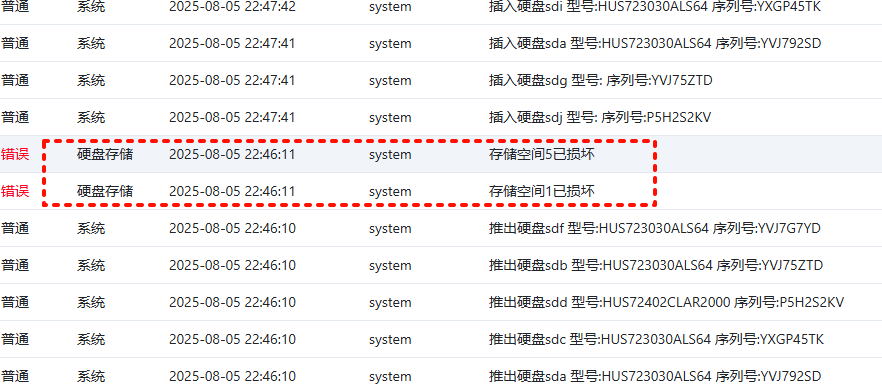 普通 系统 2025-08-05 22:47:42 system 插入硬盘sdi 型号:HUS723030ALS64 序列号:YXGP45TK
普通 系统 2025-08-05 22:47:41 system 插入硬盘sda 型号:HUS723030ALS64 序列号:YVJ792SD
普通 系统 2025-08-05 22:47:41 system 插入硬盘sdg 型号: 序列号:YVJ75ZTD
普通 系统 2025-08-05 22:47:41 system 插入硬盘sdj 型号: 序列号:P5H2S2KV
错误 硬盘存储 2025-08-05 22:46:11 system 存储空间5已损坏
错误 硬盘存储 2025-08-05 22:46:11 system 存储空间1已损坏
普通 系统 2025-08-05 22:46:10 system 推出硬盘sdf 型号:HUS723030ALS64 序列号:YVJ7G7YD
普通 系统 2025-08-05 22:46:10 system 推出硬盘sdb 型号:HUS723030ALS64 序列号:YVJ75ZTD
普通 系统 2025-08-05 22:46:10 system 推出硬盘sdd 型号:HUS72402CLAR2000 序列号:P5H2S2KV
普通 系统 2025-08-05 22:46:10 system 推出硬盘sdc 型号:HUS723030ALS64 序列号:YXGP45TK
普通 系统 2025-08-05 22:46:10 system 推出硬盘sda 型号:HUS723030ALS64 序列号:YVJ792SD